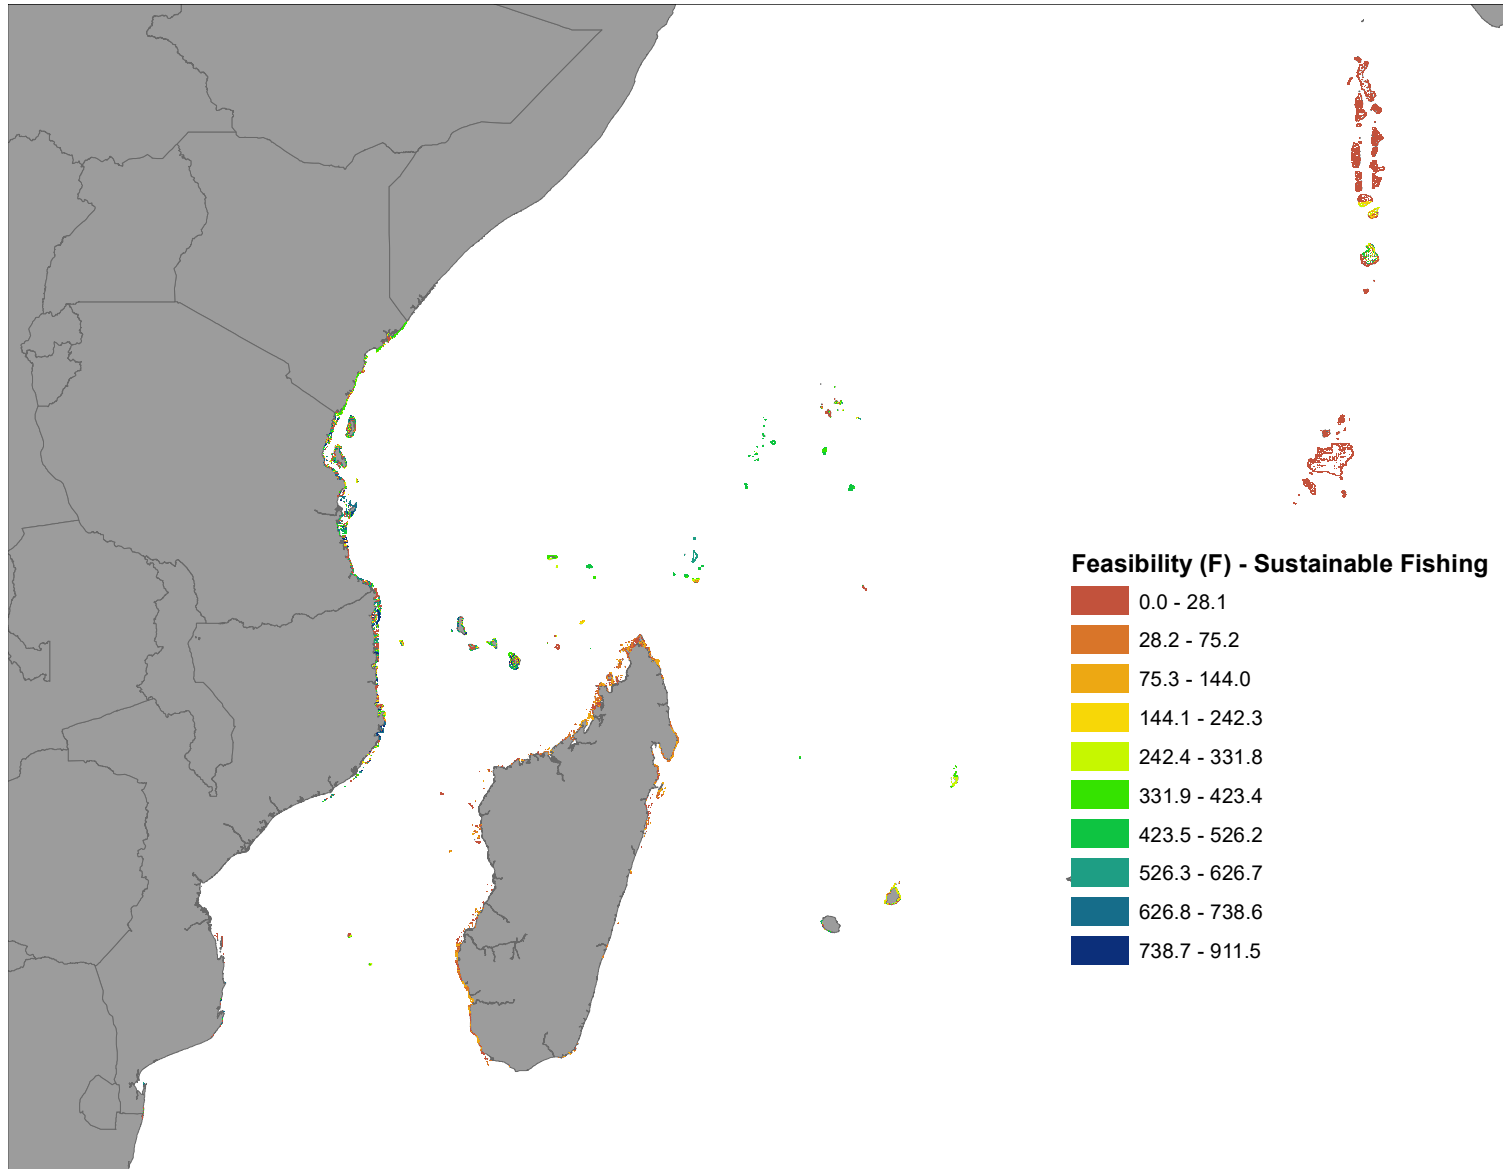 Feasibility (F) - Sustainable Fishing
0.0 - 28.1
28.2 - 75.2
75.3 - 144.0
144.1 - 242.3
242.4 - 331.8
331.9 - 423.4
423.5 - 526.2
526.3 - 626.7
626.8 - 738.6
738.7 - 911.5